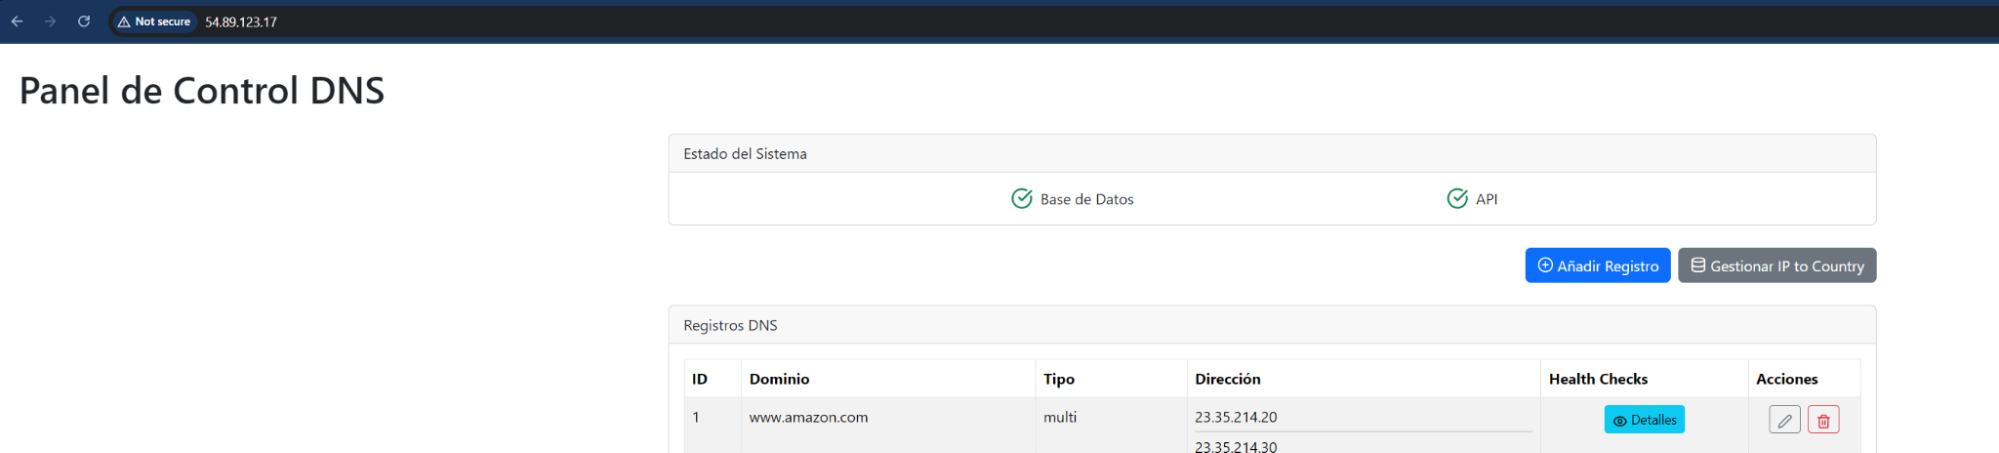 Not secure 54.89.123.17
Panel de Control DNS
Estado del Sistema
Base de Datos API
Añadir Registro Gestionar IP to Country
Registros DNS
ID Dominio Tipo Dirección Health Checks Acciones
1 www.amazon.com multi 23.35.214.20 Detalles
23.35.214.30